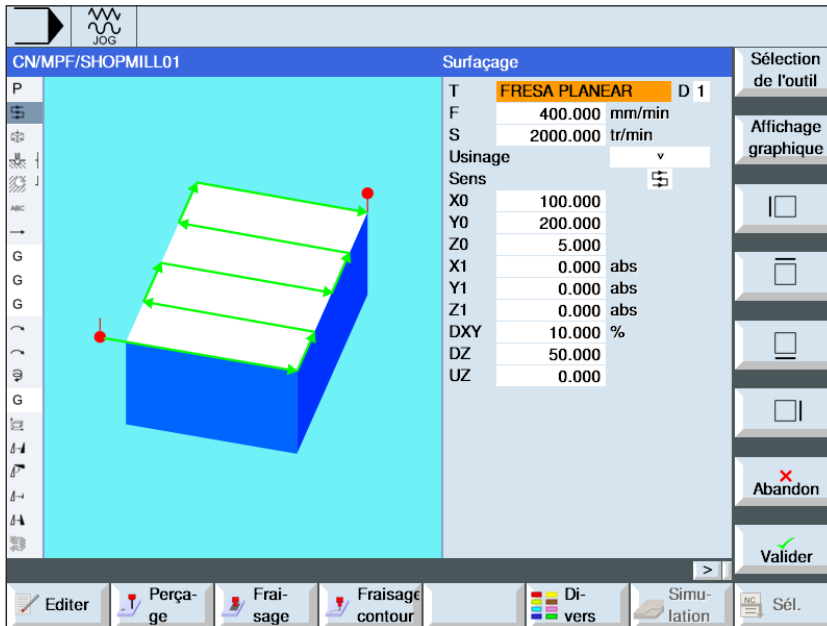 JOG
CN/MPF/SHOPMILL01
Surfaçage
Sélection
de l'outil
P
T FRESA PLANEAR D 1
F 400.000 mm/min
S 2000.000 tr/min
Affichage
graphique
Usinage ᵛ
Sens
ABC
X0 100.000
Y0 200.000
Z0 5.000
G
X1 0.000 abs
G
Y1 0.000 abs
G
Z1 0.000 abs
DXY 10.000 %
DZ 50.000
UZ 0.000
G
Abandon
Valider
>
Editer
Perça-
ge
Frai-
sage
Fraisage
contour
Di-
vers
Simu-
lation
NC
Sél.